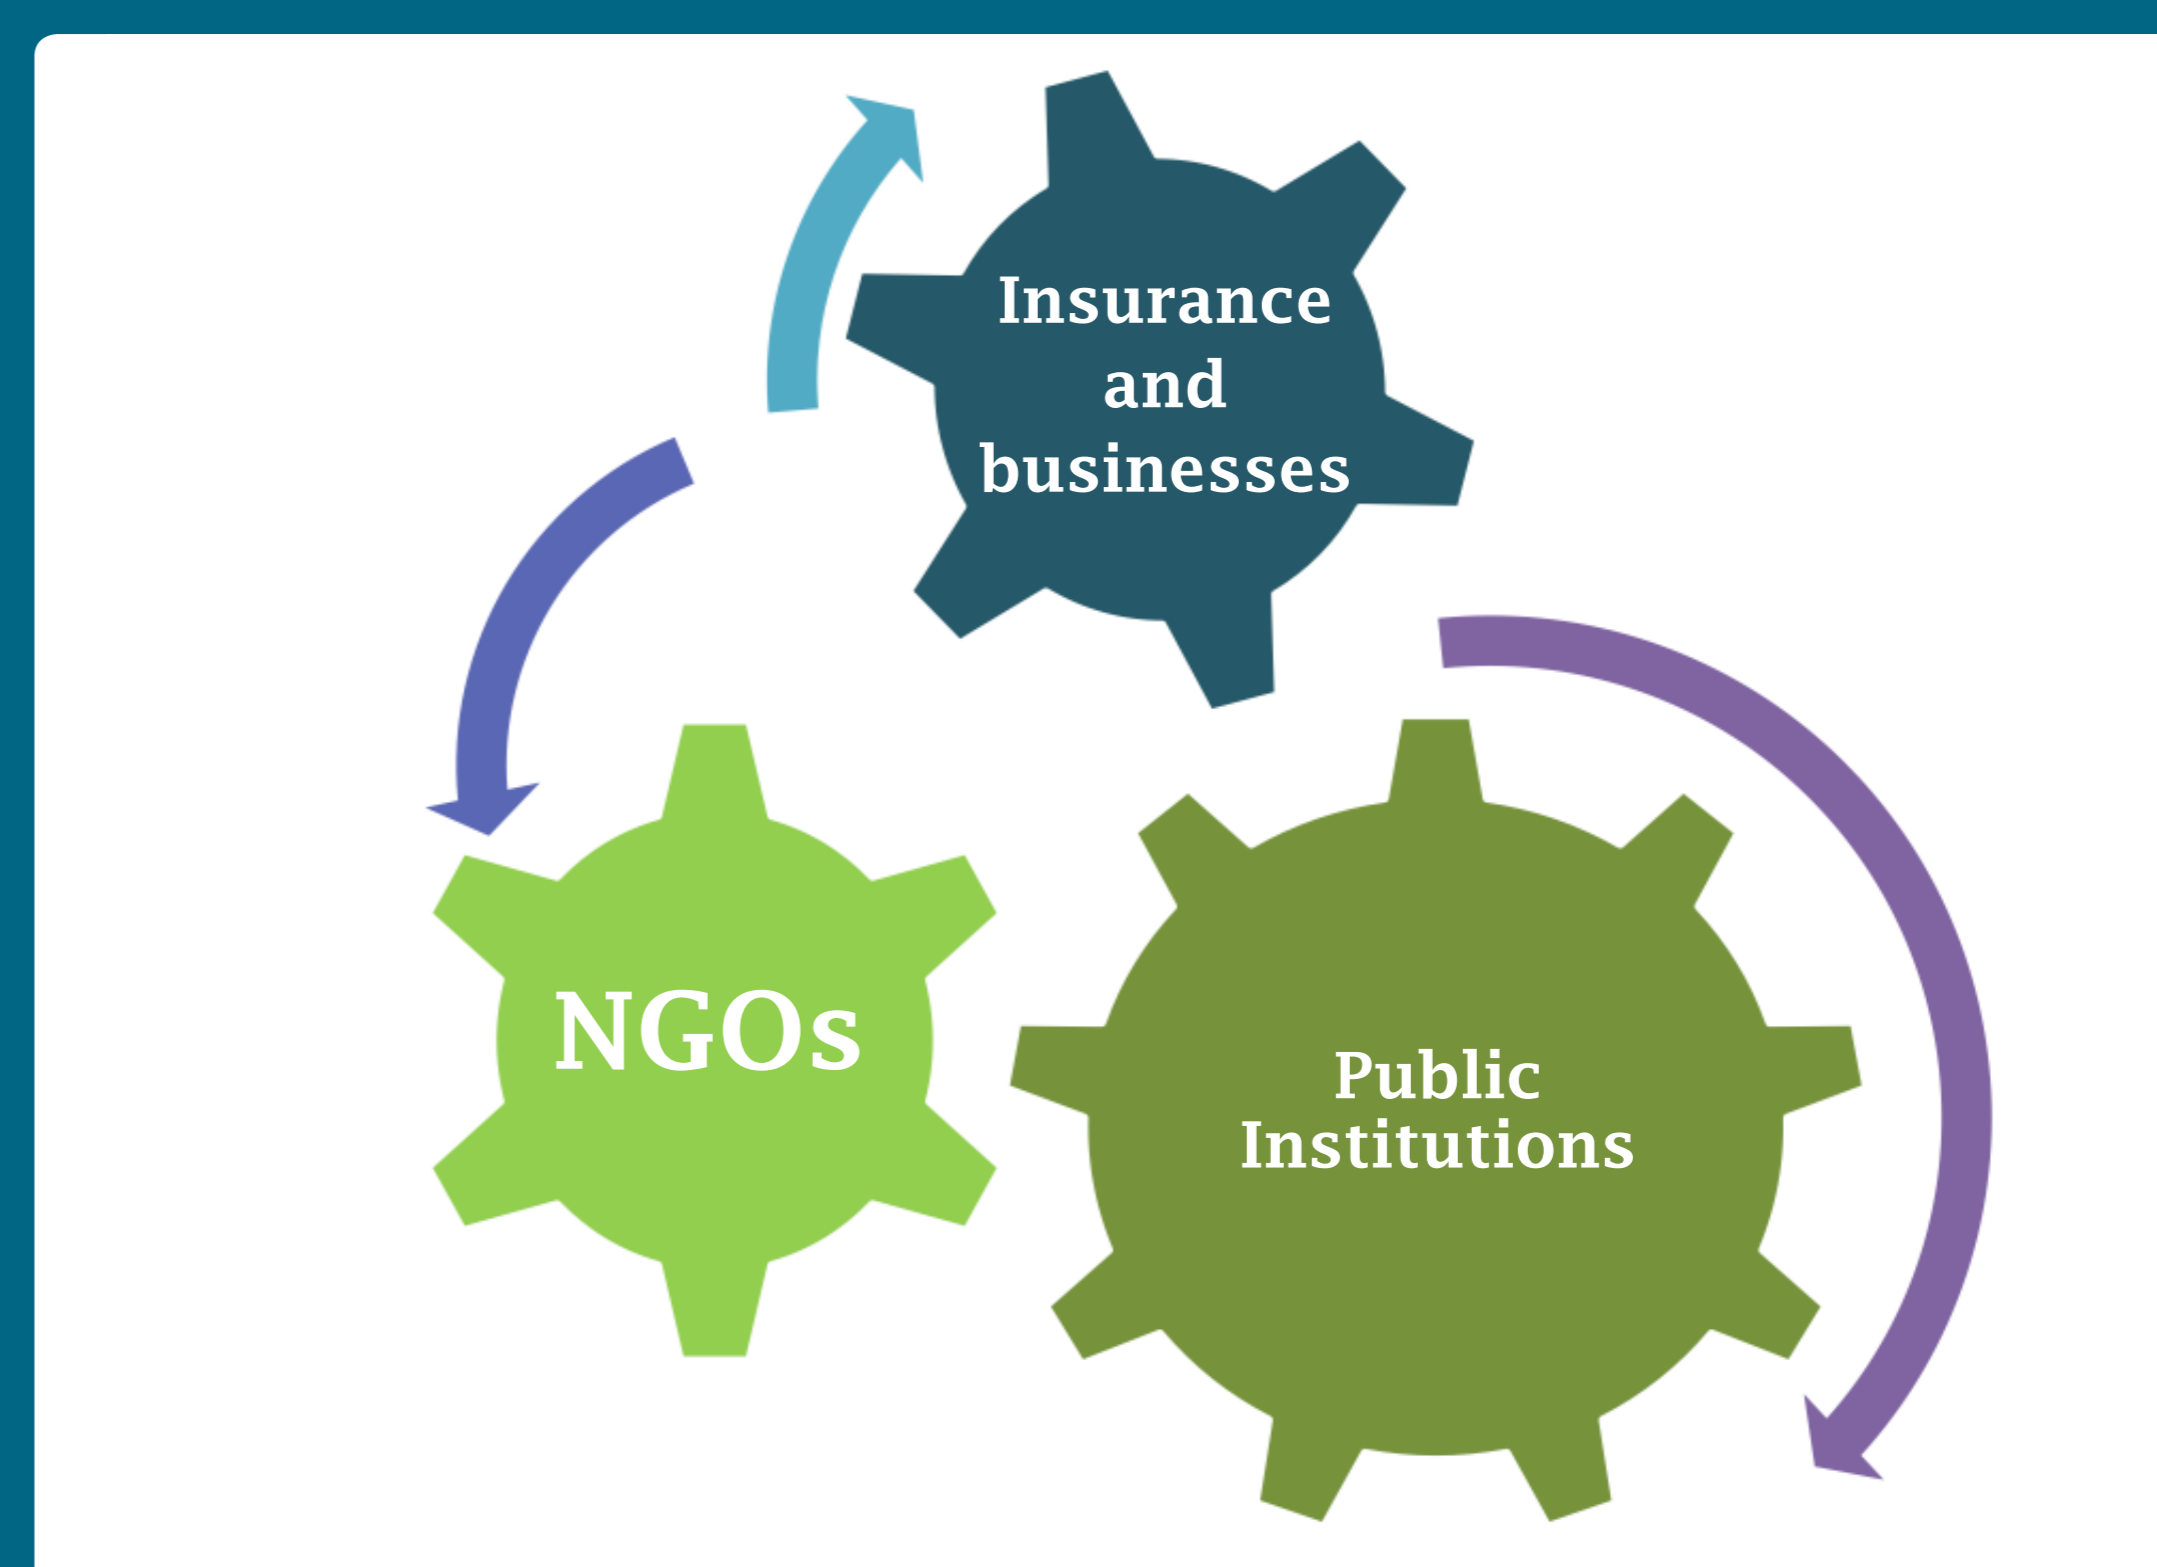 Insurance
and
businesses
NGOs
Public
Institutions